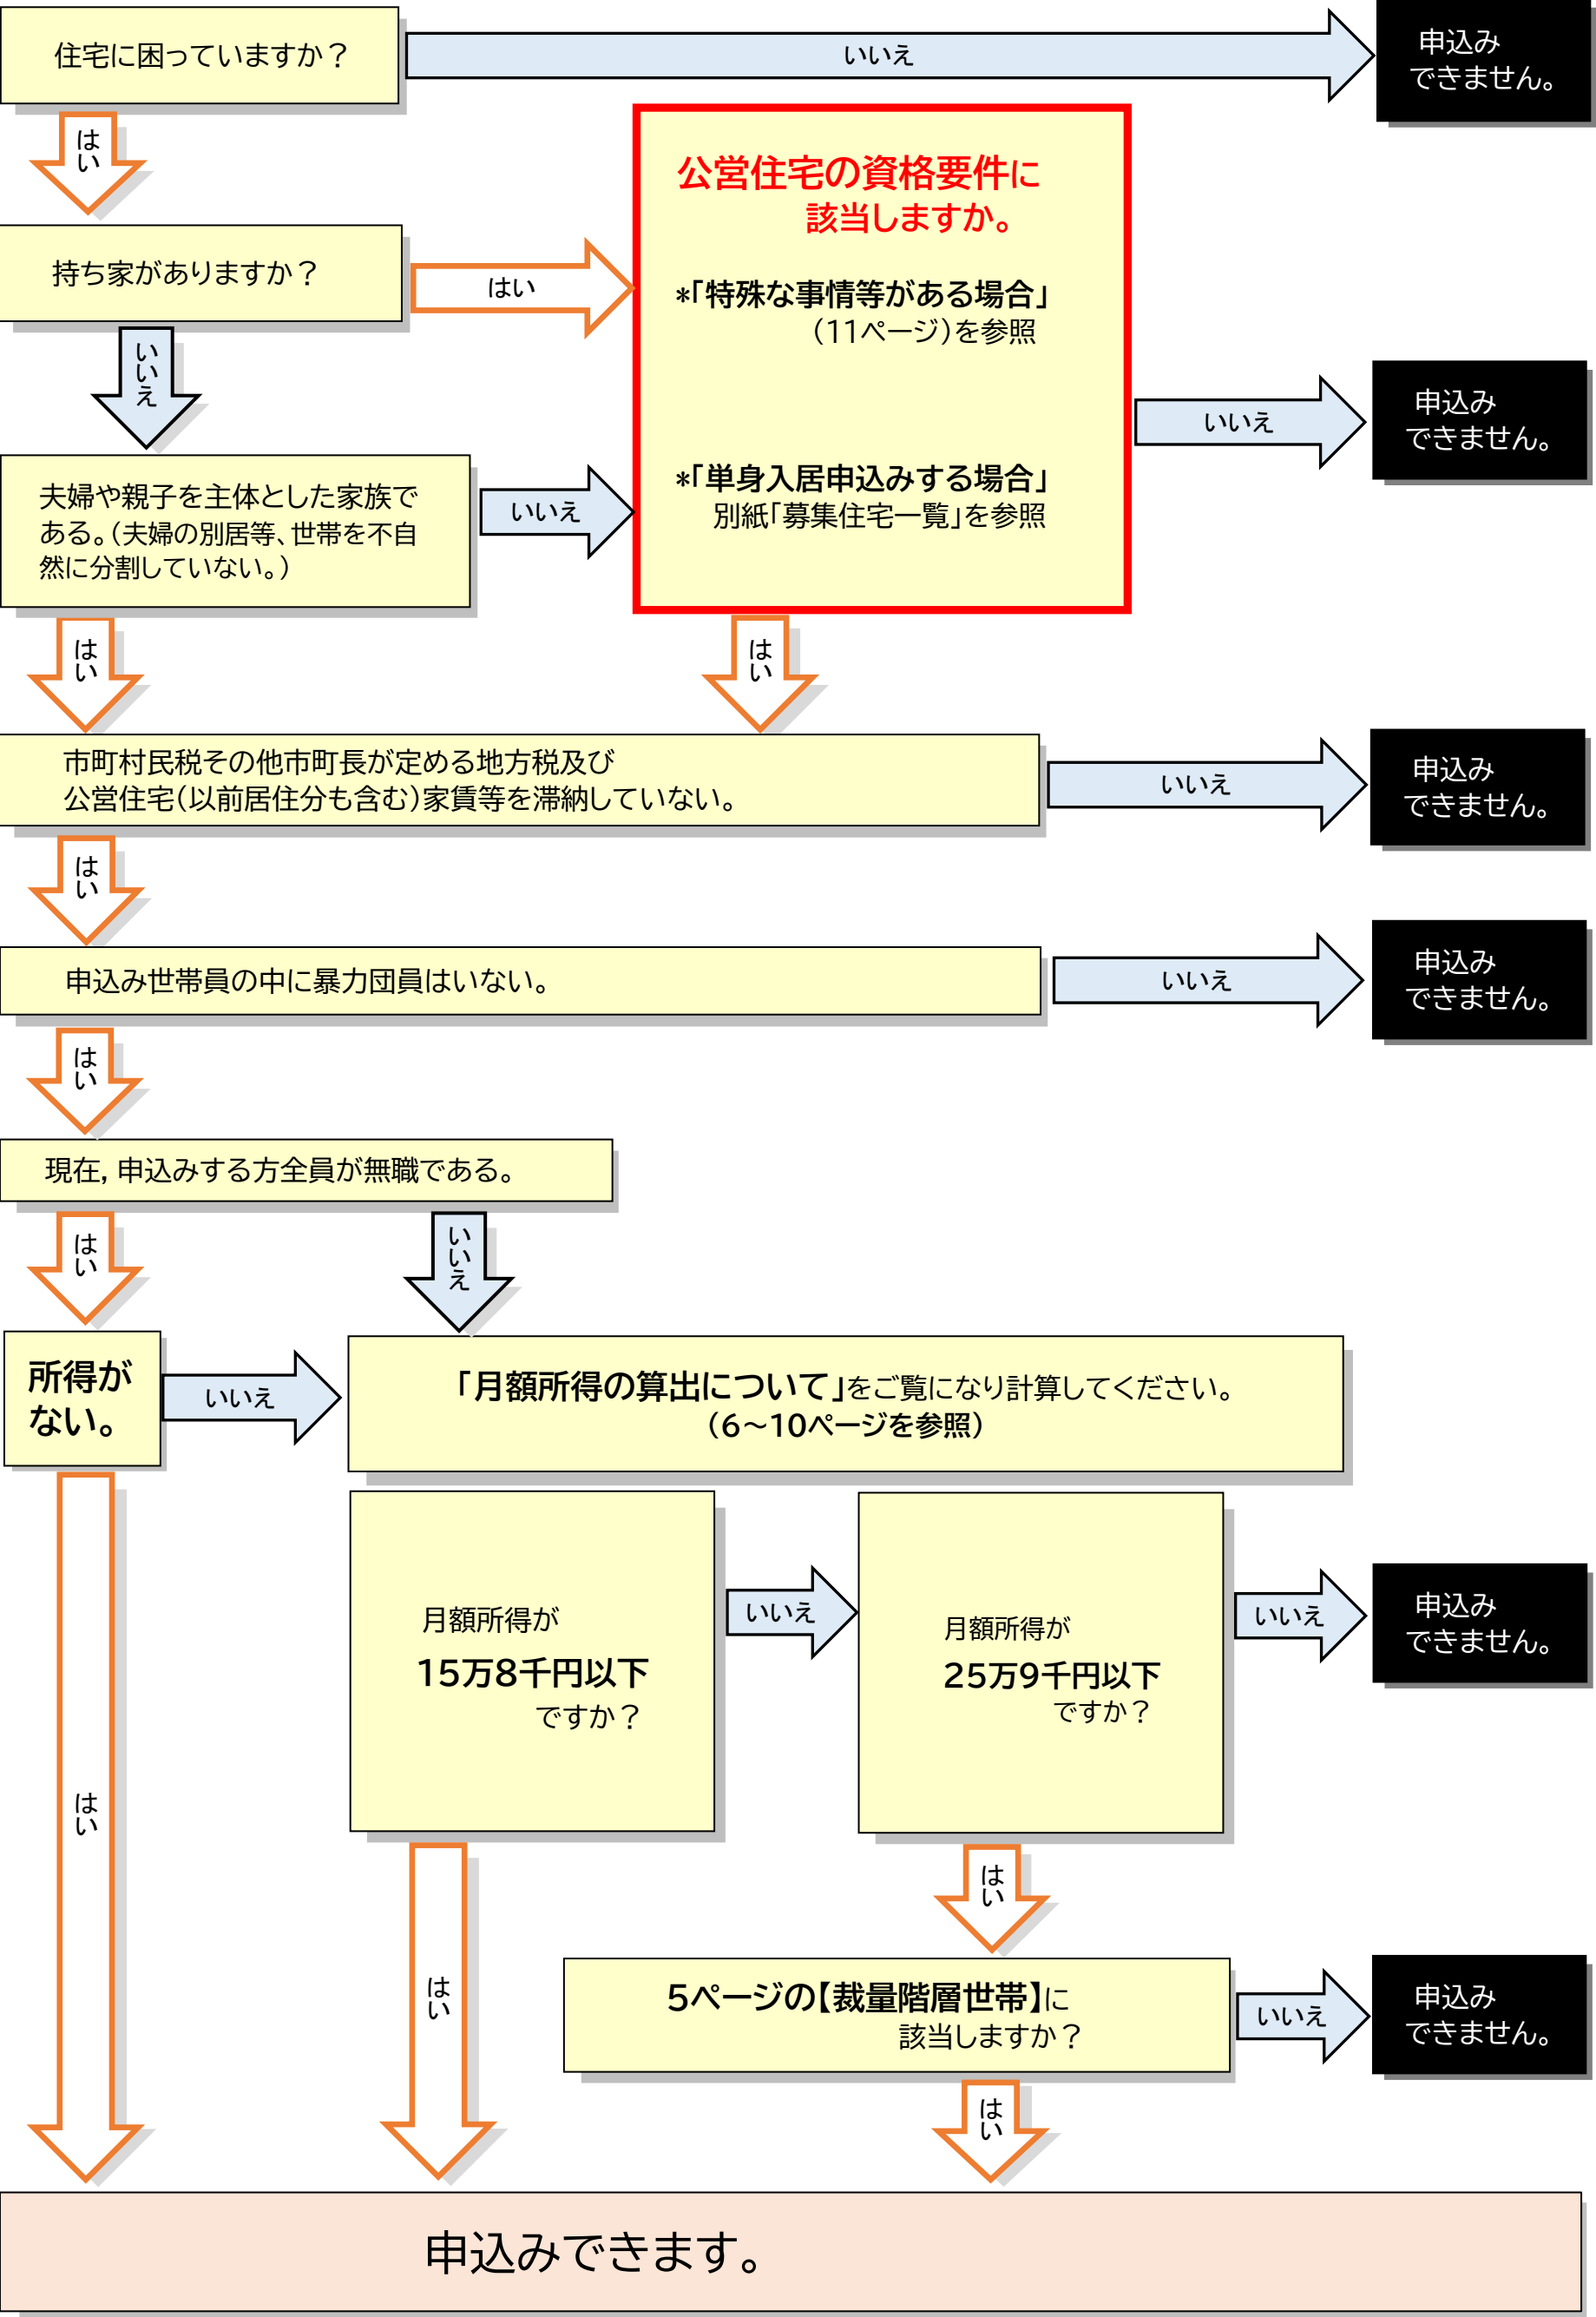 住宅に困っていますか？
いいえ
申込み
できません。
はい
公営住宅の資格要件に
該当しますか。
*「特殊な事情等がある場合」
（11ページ）を参照
*「単身入居申込みする場合」
別紙「募集住宅一覧」を参照
持ち家がありますか？
はい
いいえ
いいえ
申込み
できません。
夫婦や親子を主体とした家族で
ある。（夫婦の別居等、世帯を不自
然に分割していない。）
いいえ
はい
はい
市町村民税その他市町長が定める地方税及び
公営住宅（以前居住分も含む）家賃等を滞納していない。
いいえ
申込み
できません。
はい
申込み世帯員の中に暴力団員はいない。
いいえ
申込み
できません。
はい
現在，申込みする方全員が無職である。
はい
いいえ
所得が
ない。
いいえ
「月額所得の算出について」をご覧になり計算してください。
（6～10ページを参照）
月額所得が
15万8千円以下
ですか？
いいえ
月額所得が
25万9千円以下
ですか？
いいえ
申込み
できません。
はい
はい
はい
5ページの【裁量階層世帯】に
該当しますか？
いいえ
申込み
できません。
はい
申込みできます。